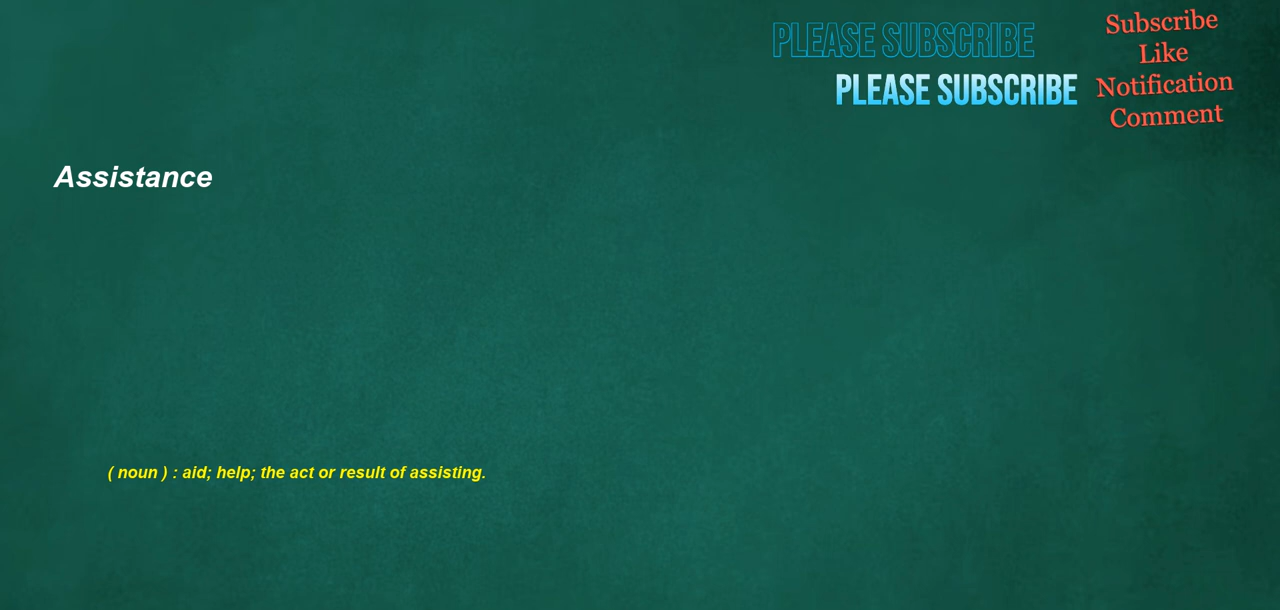 PLEASE SUBSCRIBE
PLEASE SUBSCRIBE
Subscribe
Like
Notification
Comment
Assistance
( noun ) : aid; help; the act or result of assisting.